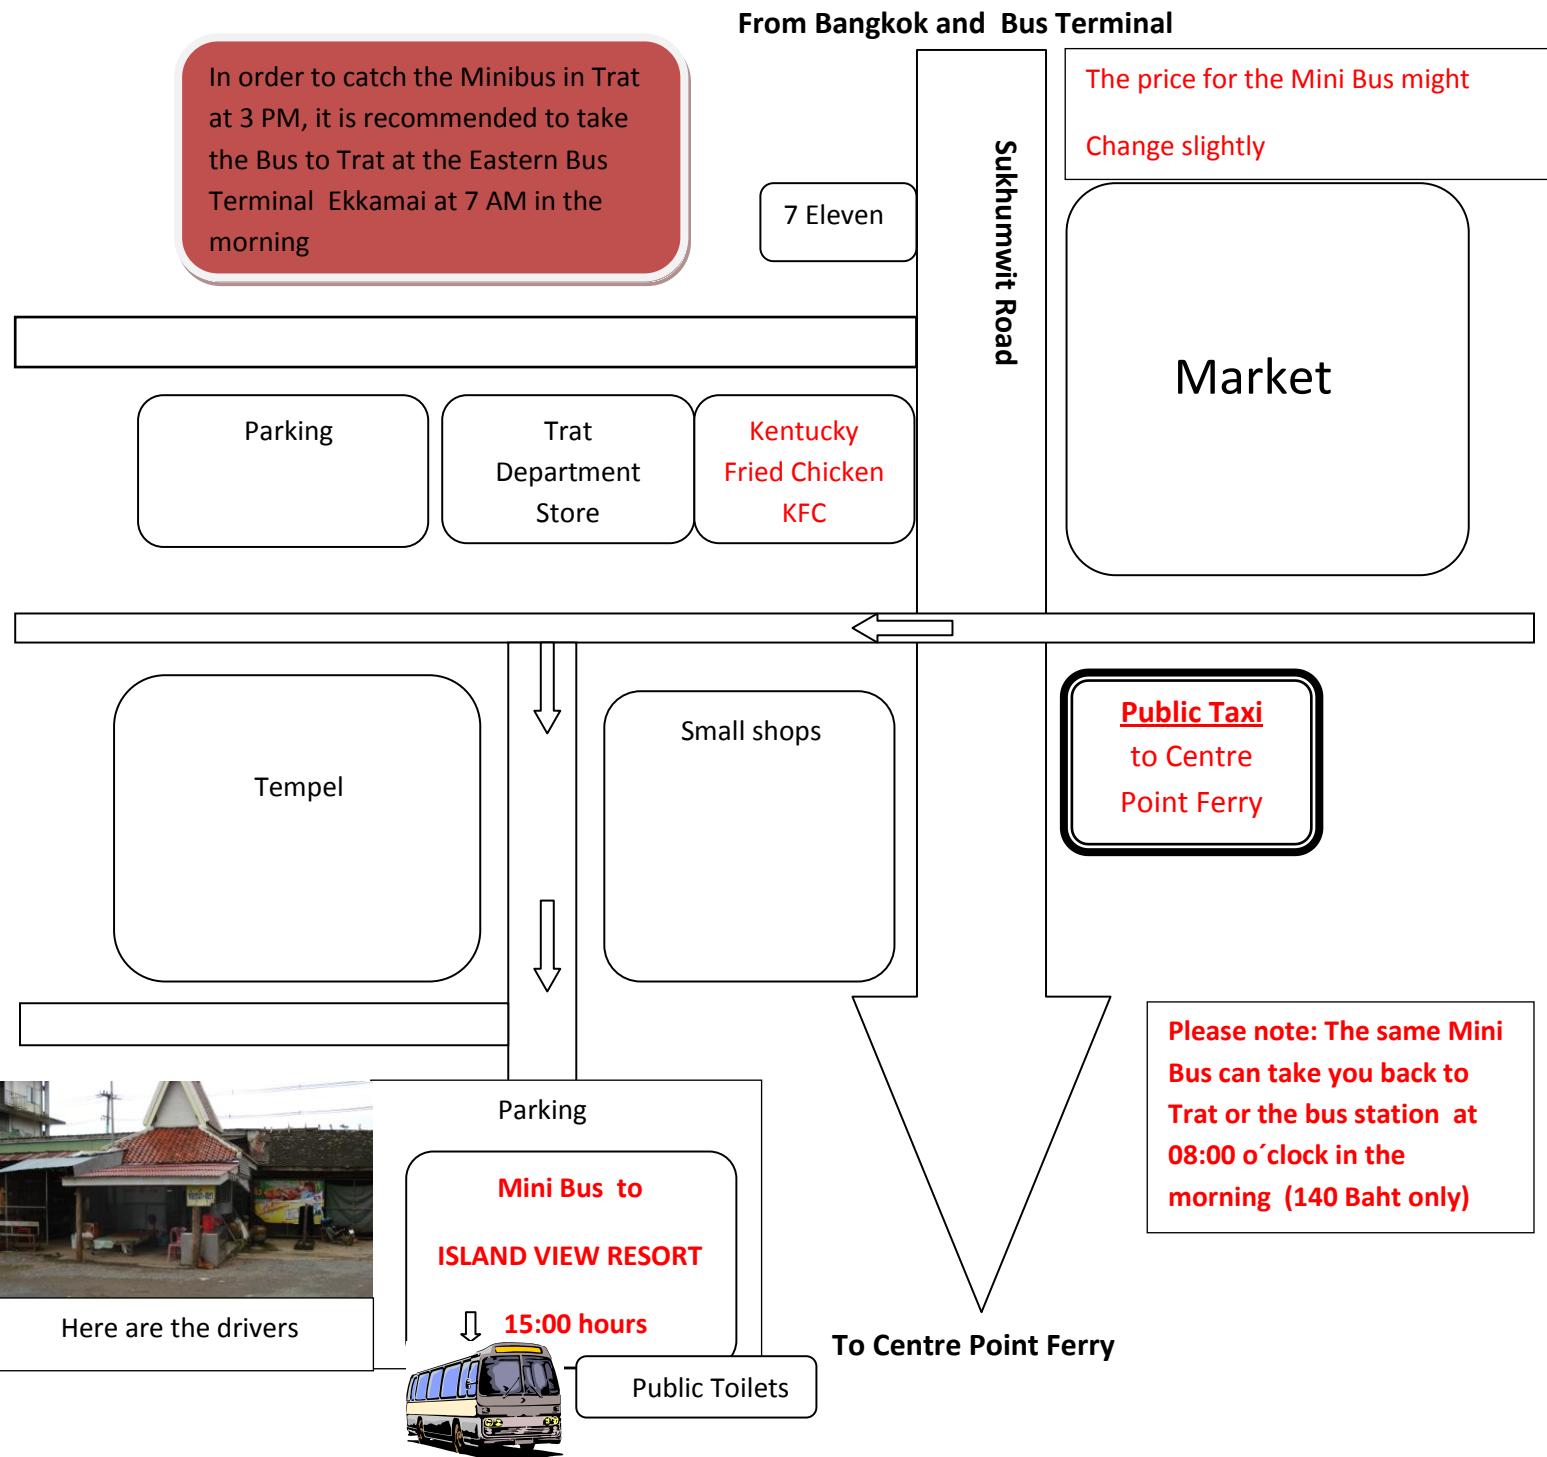 From Bangkok and Bus Terminal
In order to catch the Minibus in Trat
at 3 PM, it is recommended to take
the Bus to Trat at the Eastern Bus
Terminal Ekkamai at 7 AM in the
morning
The price for the Mini Bus might
Change slightly
Sukhumwit Road
7 Eleven
Market
Parking
Trat
Department
Store
Kentucky
Fried Chicken
KFC
Public Taxi
to Centre
Point Ferry
Small shops
Tempel
Please note: The same Mini
Bus can take you back to
Trat or the bus station at
08:00 o´clock in the
morning (140 Baht only)
Parking
Mini Bus to
ISLAND VIEW RESORT
15:00 hours
Here are the drivers
To Centre Point Ferry
Public Toilets